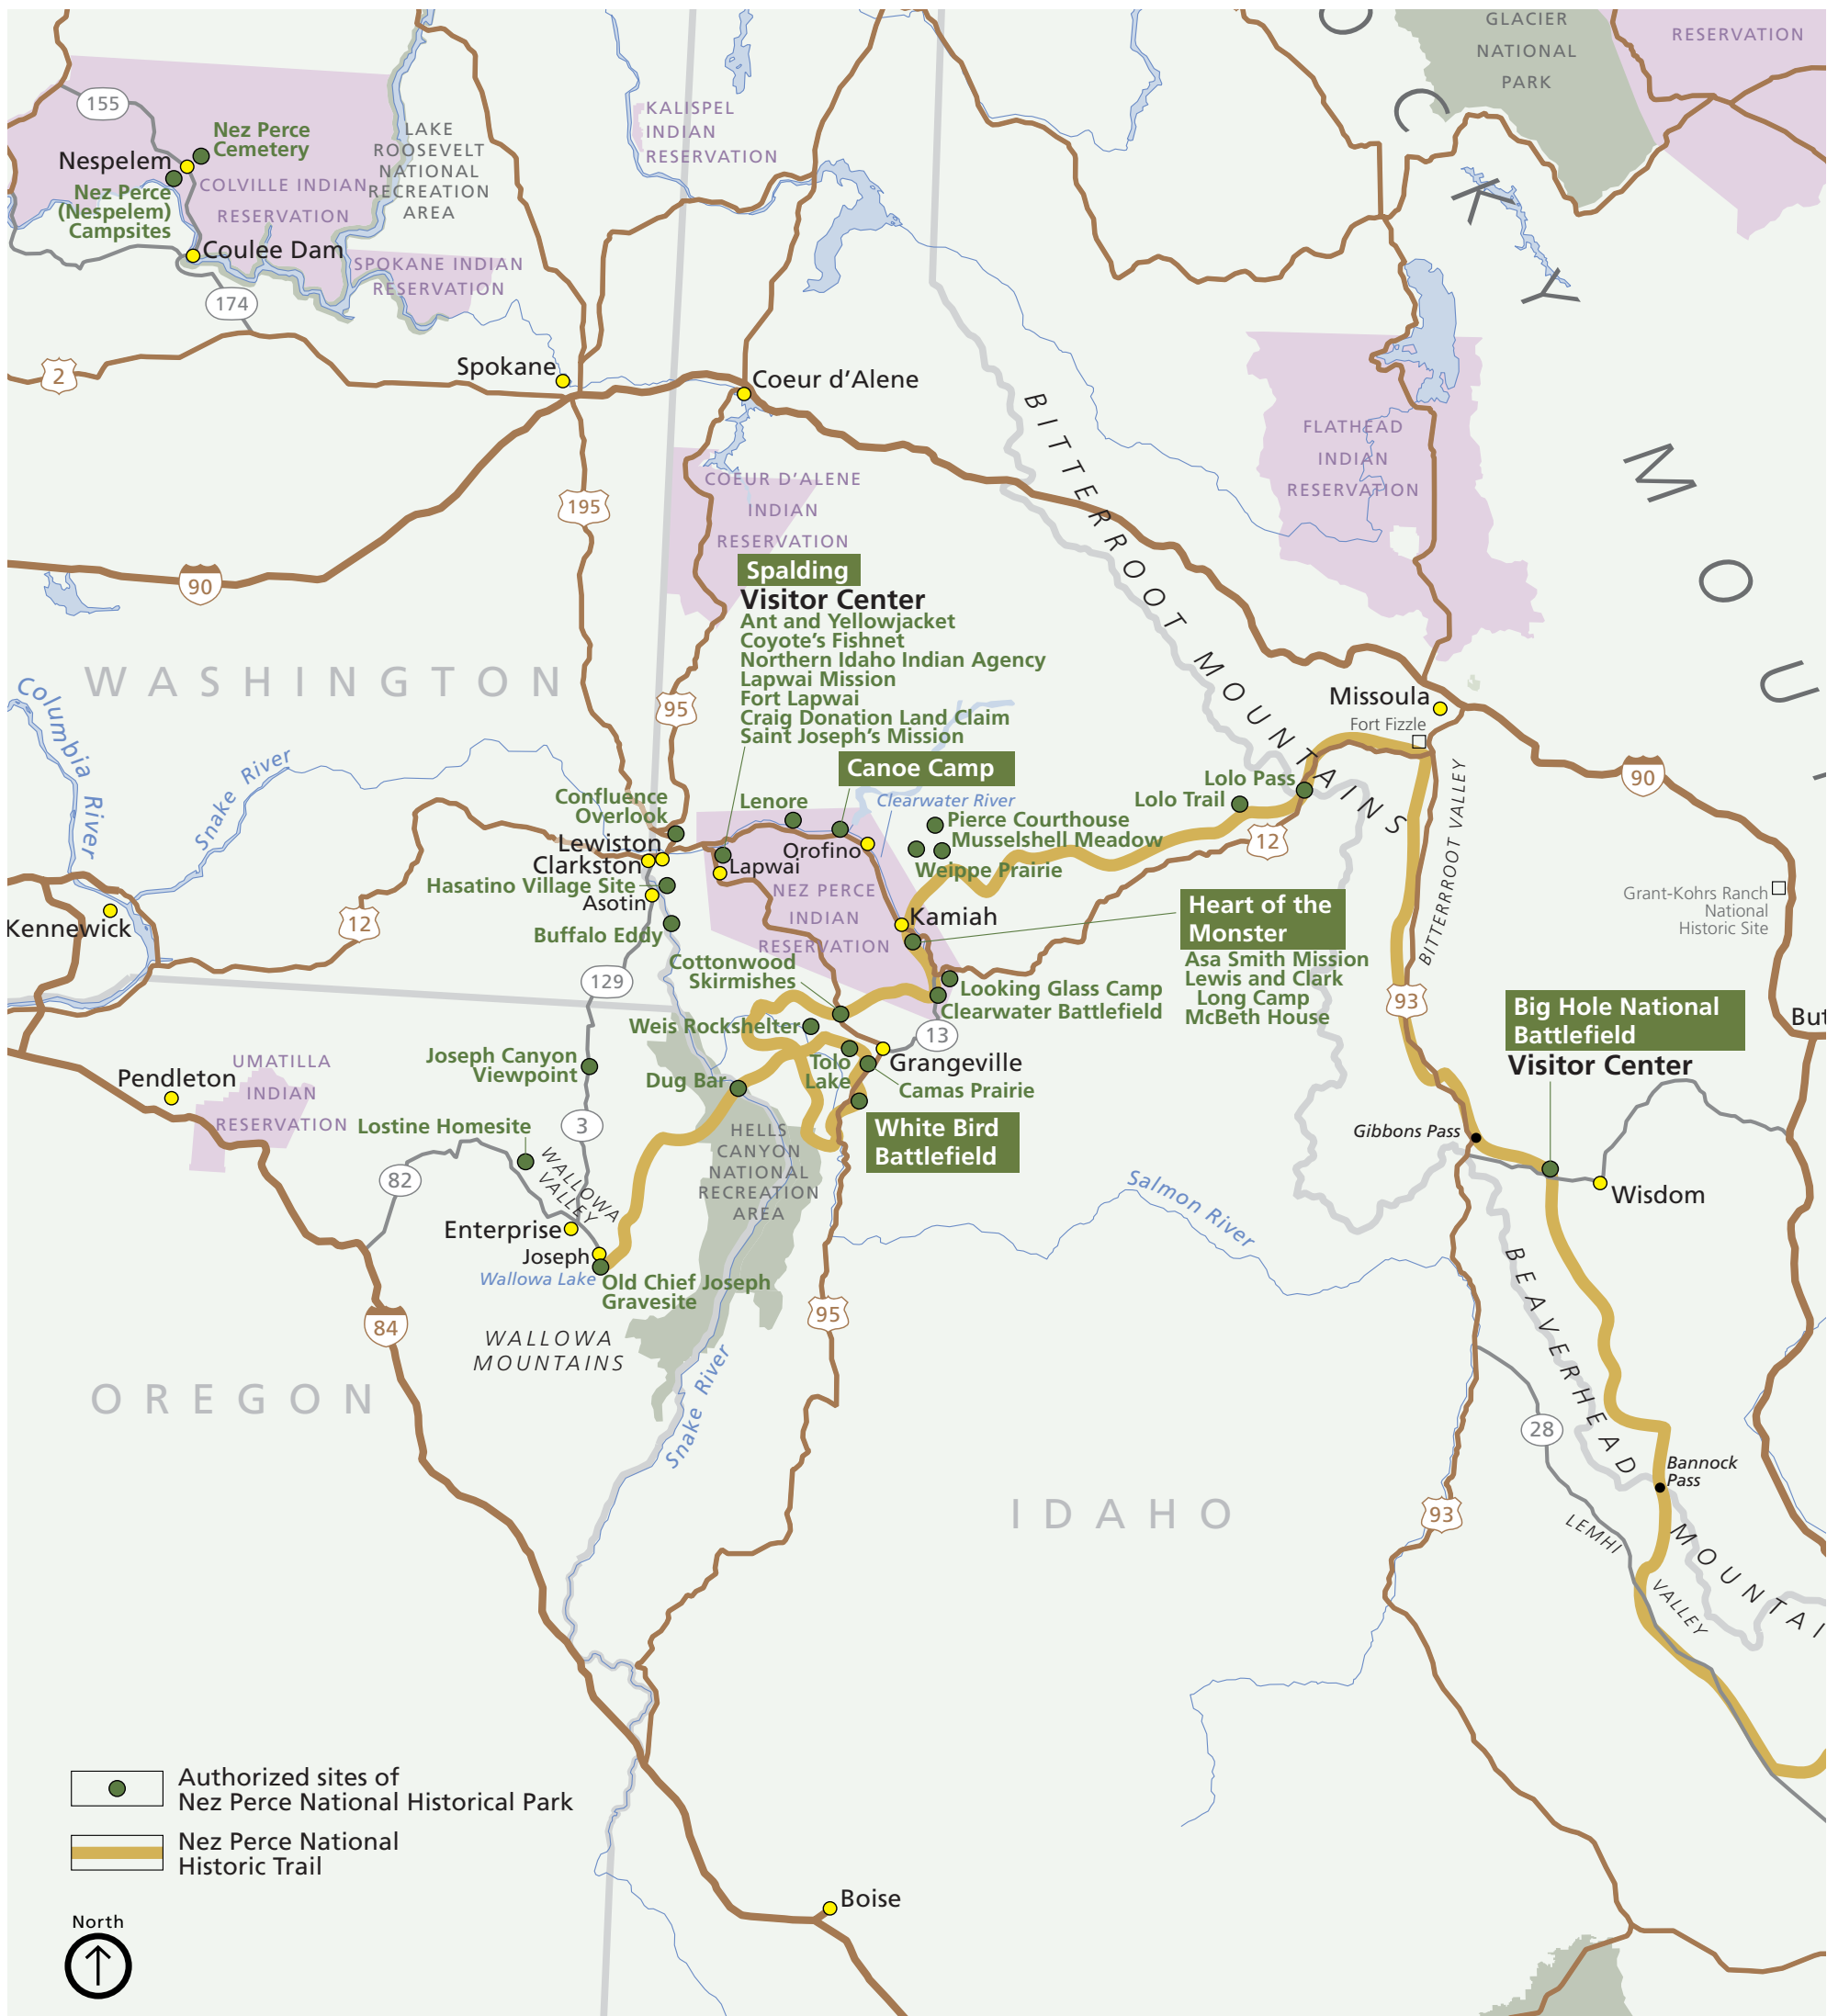 GLACIER
NATIONAL
PARK
RESERVATION
155
Nez Perce
Cemetery
Nespelem
Nez Perce
(Nespelem)
Campsites
COLVILLE INDIAN
RESERVATION
LAKE
ROOSEVELT
NATIONAL
RECREATION
AREA
KALISPEL
INDIAN
RESERVATION
Coulee Dam
SPOKANE INDIAN
RESERVATION
174
2
Spokane
Coeur d’Alene
O C K Y M O U
BITTERROOT MOUNTAINS
FLATHEAD
INDIAN
RESERVATION
195
COEUR D’ALENE
INDIAN
RESERVATION
90
Spalding
Visitor Center
Ant and Yellowjacket
Coyote’s Fishnet
Northern Idaho Indian Agency
Lapwai Mission
Fort Lapwai
Craig Donation Land Claim
Saint Joseph’s Mission
WASHINGTON
Columbia
River
Snake River
95
Missoula
Fort Fizzle
90
Canoe Camp
Lolo Pass
Lolo Trail
Confluence
Overlook
Lenore
Clearwater River
Pierce Courthouse
Musselshell Meadow
Weippe Prairie
12
Lewiston
Clarkston
Orofino
Lapwai
Hasatino Village Site
Asotin
NEZ PERCE
INDIAN
RESERVATION
Kamiah
Heart of the
Monster
Asa Smith Mission
Lewis and Clark
Long Camp
McBeth House
BITTERRROOT VALLEY
Grant-Kohrs Ranch
National
Historic Site
Kennewick
12
Buffalo Eddy
Cottonwood
Skirmishes
129
Looking Glass Camp
Clearwater Battlefield
93
Big Hole National
Battlefield
Visitor Center
But
Weis Rockshelter
13
Grangeville
Joseph Canyon
Viewpoint
Tolo
Lake
Dug Bar
Camas Prairie
UMATILLA
INDIAN
RESERVATION
Pendleton
Lostine Homesite
3
White Bird
Battlefield
HELLS
CANYON
NATIONAL
RECREATION
AREA
Gibbons Pass
Wisdom
82
WALLOWA
VALLEY
Salmon River
Enterprise
Joseph
Wallowa Lake
Old Chief Joseph
Gravesite
BEAVERHEAD MOUNTAI
84
WALLOWA
MOUNTAINS
95
Snake River
OREGON
28
Bannock
Pass
IDAHO
93
LEMHI
VALLEY
Authorized sites of
Nez Perce National Historical Park
Nez Perce National
Historic Trail
Boise
North